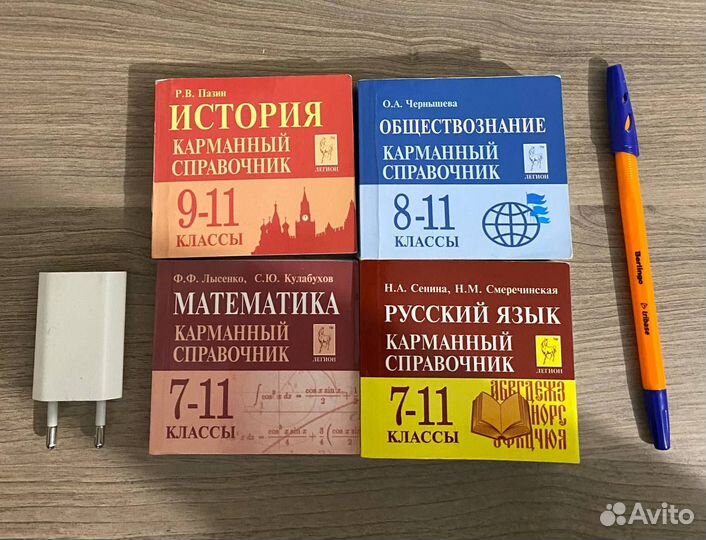 Р.В. Пазин
ИСТОРИЯ
КАРМАННЫЙ
СПРАВОЧНИК
ЛЕГИОН
9-11
КЛАССЫ
О.А. Чернышева
ОБЩЕСТВОЗНАНИЕ
КАРМАННЫЙ
СПРАВОЧНИК
ЛЕГИОН
8-11
КЛАССЫ
Ф.Ф. Лысенко, С.Ю. Кулабухов
МАТЕМАТИКА
КАРМАННЫЙ
СПРАВОЧНИК
ЛЕГИОН
7-11
КЛАССЫ
Н.А. Сенина, Н.М. Смеречинская
РУССКИЙ ЯЗЫК
КАРМАННЫЙ
СПРАВОЧНИК
ЛЕГИОН
7-11
КЛАССЫ
Berlingo tribase
Avito